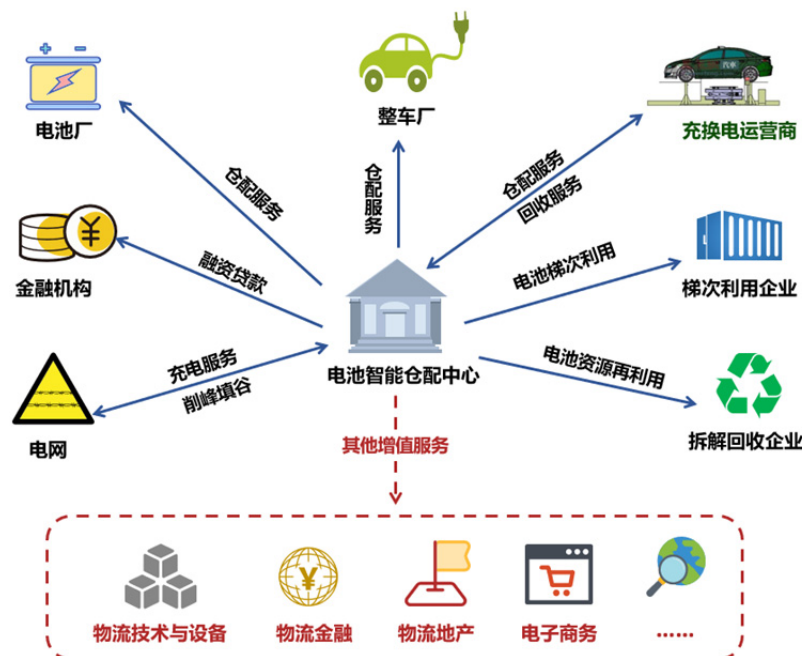 电池厂
整车厂
汽车
充换电运营商
仓配服务
仓配服务
仓配服务
回收服务
金融机构
融资贷款
电池梯次利用
梯次利用企业
充电服务
削峰填谷
电池智能仓配中心
电池资源再利用
电网
其他增值服务
拆解回收企业
物流技术与设备
物流金融
物流地产
电子商务
……